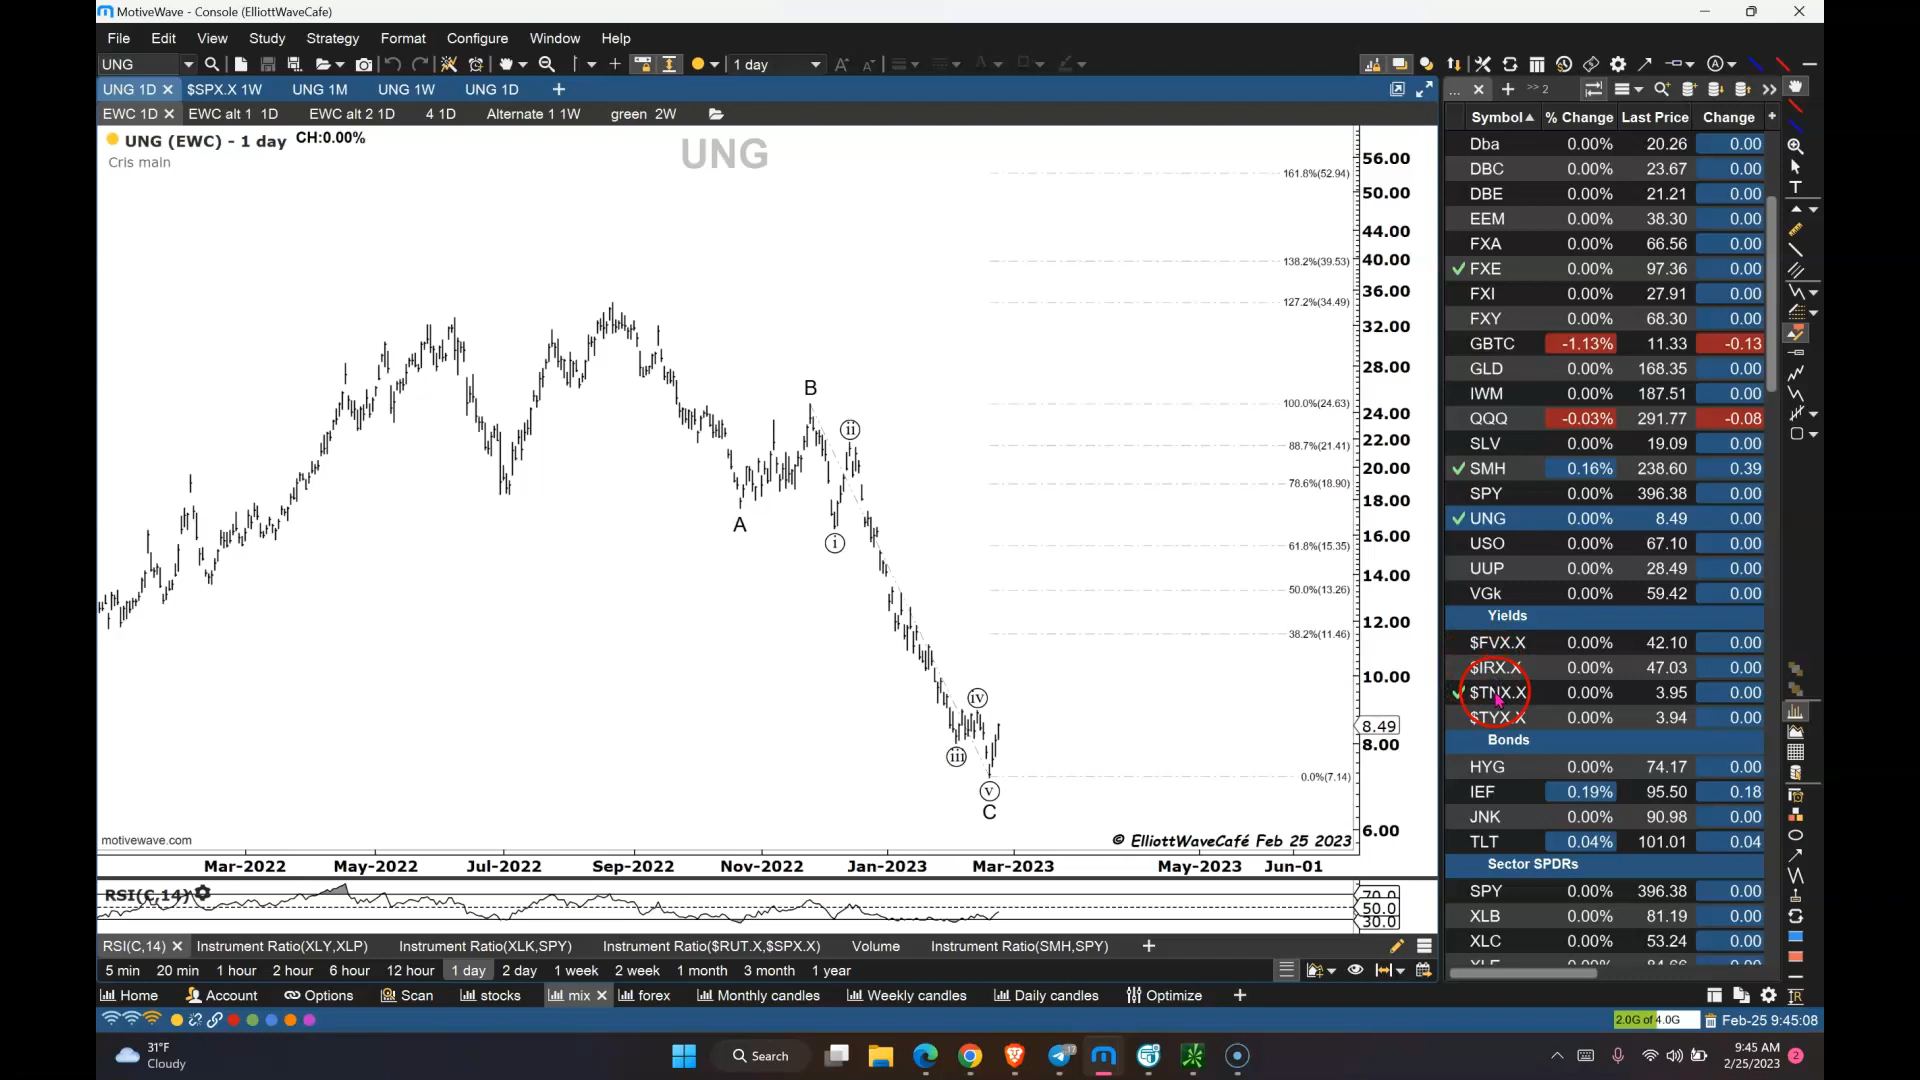 MotiveWave - Console (ElliottWaveCafe)
File Edit View Study Strategy Format Configure Window Help
UNG 1 day
UNG 1D $SPX.X 1W UNG 1M UNG 1W UNG 1D
... >> 2
EWC 1D EWC alt 1 1D EWC alt 2 1D 4 1D Alternate 1 1W green 2W
Symbol % Change Last Price Change
UNG (EWC) - 1 day CH:0.00%
Cris main
UNG
161.8%(52.94)
138.2%(39.53)
127.2%(34.49)
100.0%(24.63)
88.7%(21.41)
78.6%(18.90)
61.8%(15.35)
50.0%(13.26)
38.2%(11.46)
0.0%(7.14)
A
B
i
ii
iii
iv
v
C
56.00
50.00
44.00
40.00
36.00
32.00
28.00
24.00
22.00
20.00
18.00
16.00
14.00
12.00
10.00
8.49
8.00
6.00
motivewave.com
© ElliottWaveCafé Feb 25 2023
Mar-2022 May-2022 Jul-2022 Sep-2022 Nov-2022 Jan-2023 Mar-2023 May-2023 Jun-01
RSI(C,14)
70.0
50.0
30.0
Dba 0.00% 20.26 0.00
DBC 0.00% 23.67 0.00
DBE 0.00% 21.21 0.00
EEM 0.00% 38.30 0.00
FXA 0.00% 66.56 0.00
FXE 0.00% 97.36 0.00
FXI 0.00% 27.91 0.00
FXY 0.00% 68.30 0.00
GBTC -1.13% 11.33 -0.13
GLD 0.00% 168.35 0.00
IWM 0.00% 187.51 0.00
QQQ -0.03% 291.77 -0.08
SLV 0.00% 19.09 0.00
SMH 0.16% 238.60 0.39
SPY 0.00% 396.38 0.00
UNG 0.00% 8.49 0.00
USO 0.00% 67.10 0.00
UUP 0.00% 28.49 0.00
VGk 0.00% 59.42 0.00
Yields
$FVX.X 0.00% 42.10 0.00
$IRX.X 0.00% 47.03 0.00
$TNX.X 0.00% 3.95 0.00
$TYX.X 0.00% 3.94 0.00
Bonds
HYG 0.00% 74.17 0.00
IEF 0.19% 95.50 0.18
JNK 0.00% 90.98 0.00
TLT 0.04% 101.01 0.04
Sector SPDRs
SPY 0.00% 396.38 0.00
XLB 0.00% 81.19 0.00
XLC 0.00% 53.24 0.00
RSI(C,14) Instrument Ratio(XLY,XLP) Instrument Ratio(XLK,SPY) Instrument Ratio($RUT.X,$SPX.X) Volume Instrument Ratio(SMH,SPY)
5 min 20 min 1 hour 2 hour 6 hour 12 hour 1 day 2 day 1 week 2 week 1 month 3 month 1 year
Home Account Options Scan stocks mix forex Monthly candles Weekly candles Daily candles Optimize
2.0G of 4.0G Feb-25 9:45:08
31°F
Cloudy
Search
17
9:45 AM
2/25/2023
2